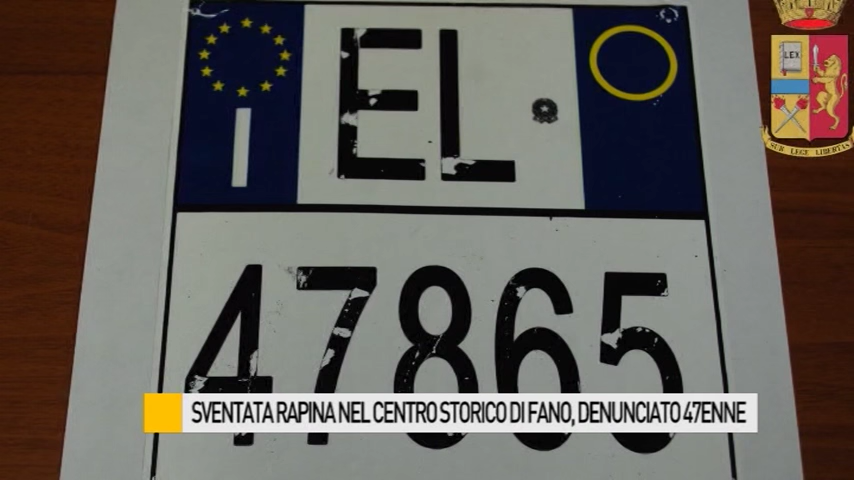 I
EL
47865
LEX
SUB LEGE LIBERTAS
SVENTATA RAPINA NEL CENTRO STORICO DI FANO, DENUNCIATO 47ENNE